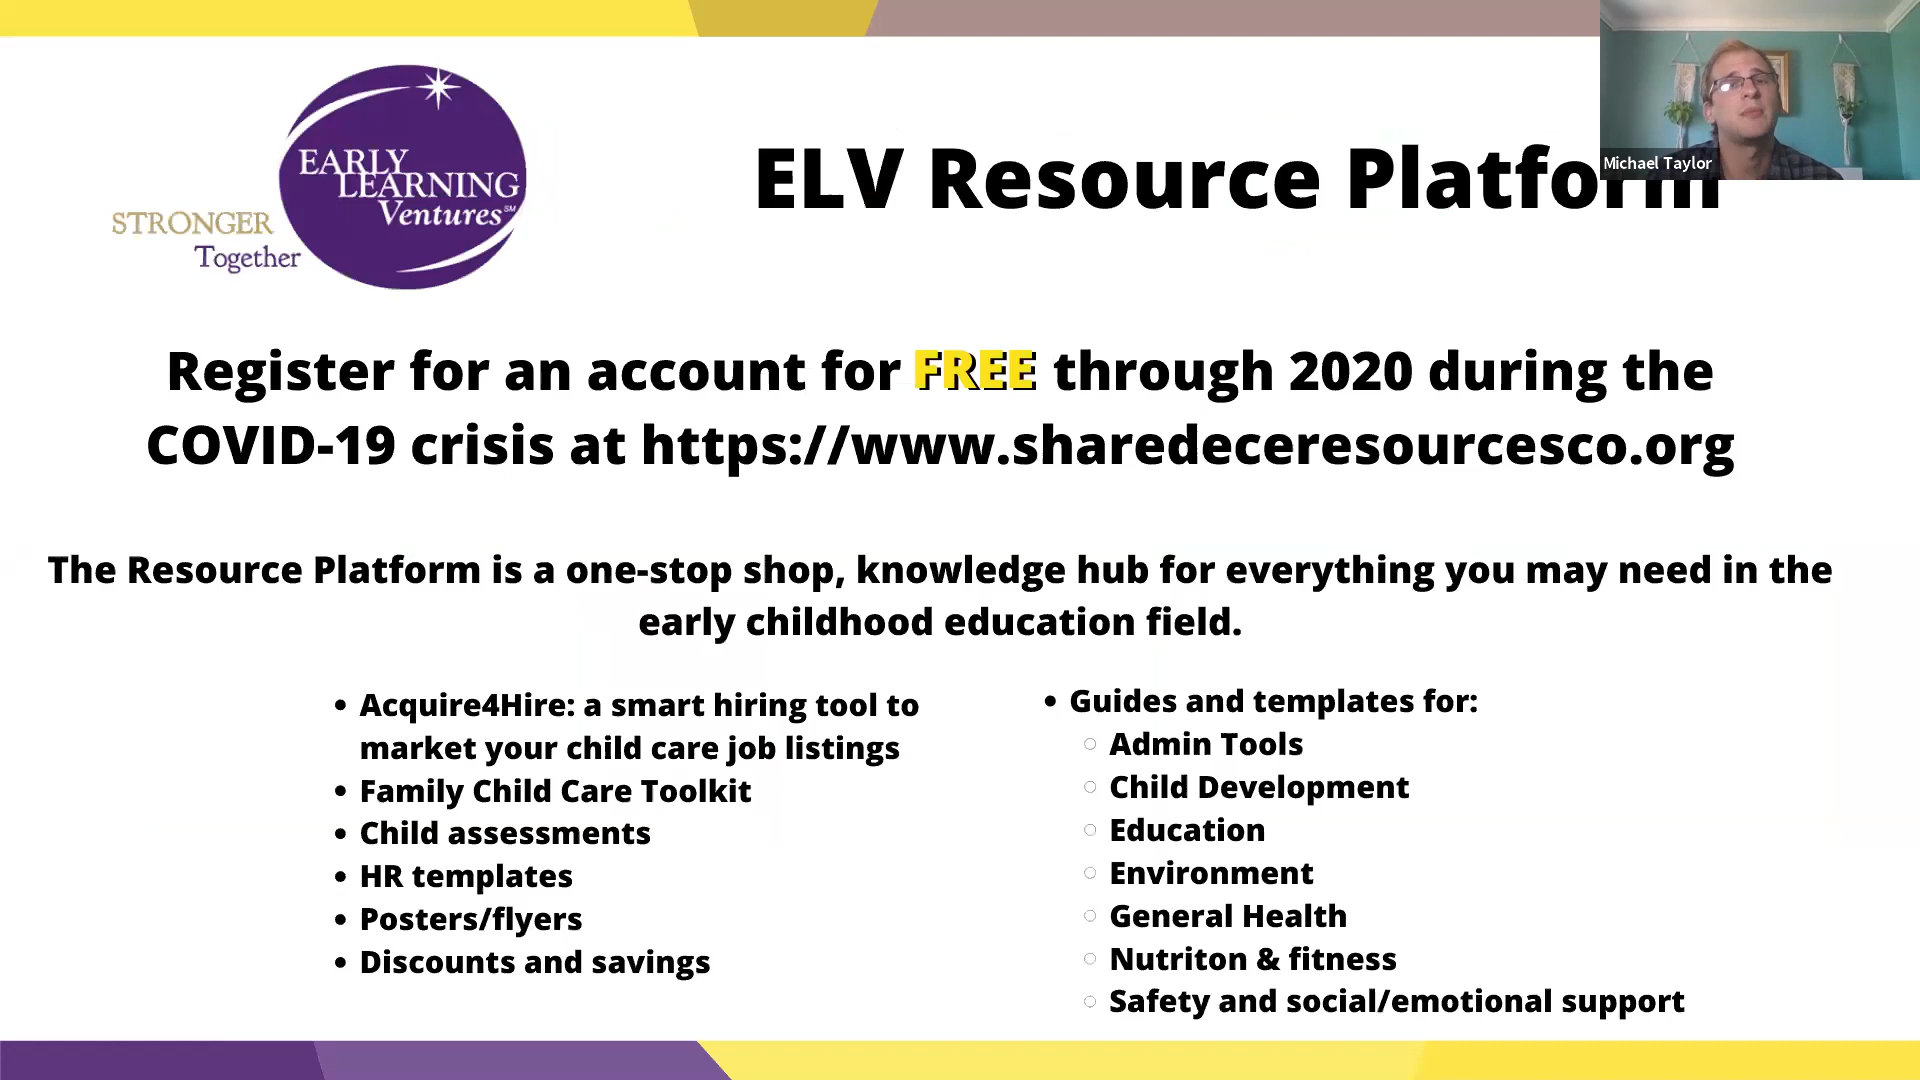 EARLY
LEARNING
Ventures℠
STRONGER
Together
ELV Resource Platform
Michael Taylor
Register for an account for FREE through 2020 during the
COVID-19 crisis at https://www.sharedeceresourcesco.org
The Resource Platform is a one-stop shop, knowledge hub for everything you may need in the
early childhood education field.
• Acquire4Hire: a smart hiring tool to
market your child care job listings
• Family Child Care Toolkit
• Child assessments
• HR templates
• Posters/flyers
• Discounts and savings
• Guides and templates for:
○ Admin Tools
○ Child Development
○ Education
○ Environment
○ General Health
○ Nutriton & fitness
○ Safety and social/emotional support